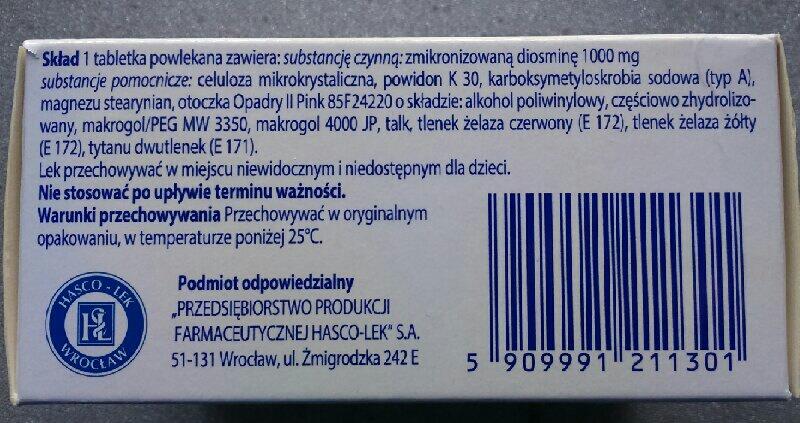 Skład 1 tabletka powlekana zawiera: substancję czynną: zmikronizowaną diosminę 1000 mg
substancje pomocnicze: celuloza mikrokrystaliczna, powidon K 30, karboksymetyloskrobia sodowa (typ A),
magnezu stearynian, otoczka Opadry II Pink 85F24220 o składzie: alkohol poliwinylowy, częściowo zhydrolizo-
wany, makrogol/PEG MW 3350, makrogol 4000 JP, talk, tlenek żelaza czerwony (E 172), tlenek żelaza żółty
(E 172), tytanu dwutlenek (E 171).
Lek przechowywać w miejscu niewidocznym i niedostępnym dla dzieci.
Nie stosować po upływie terminu ważności.
Warunki przechowywania Przechowywać w oryginalnym
opakowaniu, w temperaturze poniżej 25°C.
HASCO-LEK
HL
WROCŁAW
Podmiot odpowiedzialny
„PRZEDSIĘBIORSTWO PRODUKCJI
FARMACEUTYCZNEJ HASCO-LEK” S.A.
51-131 Wrocław, ul. Żmigrodzka 242 E
5 909991 211301